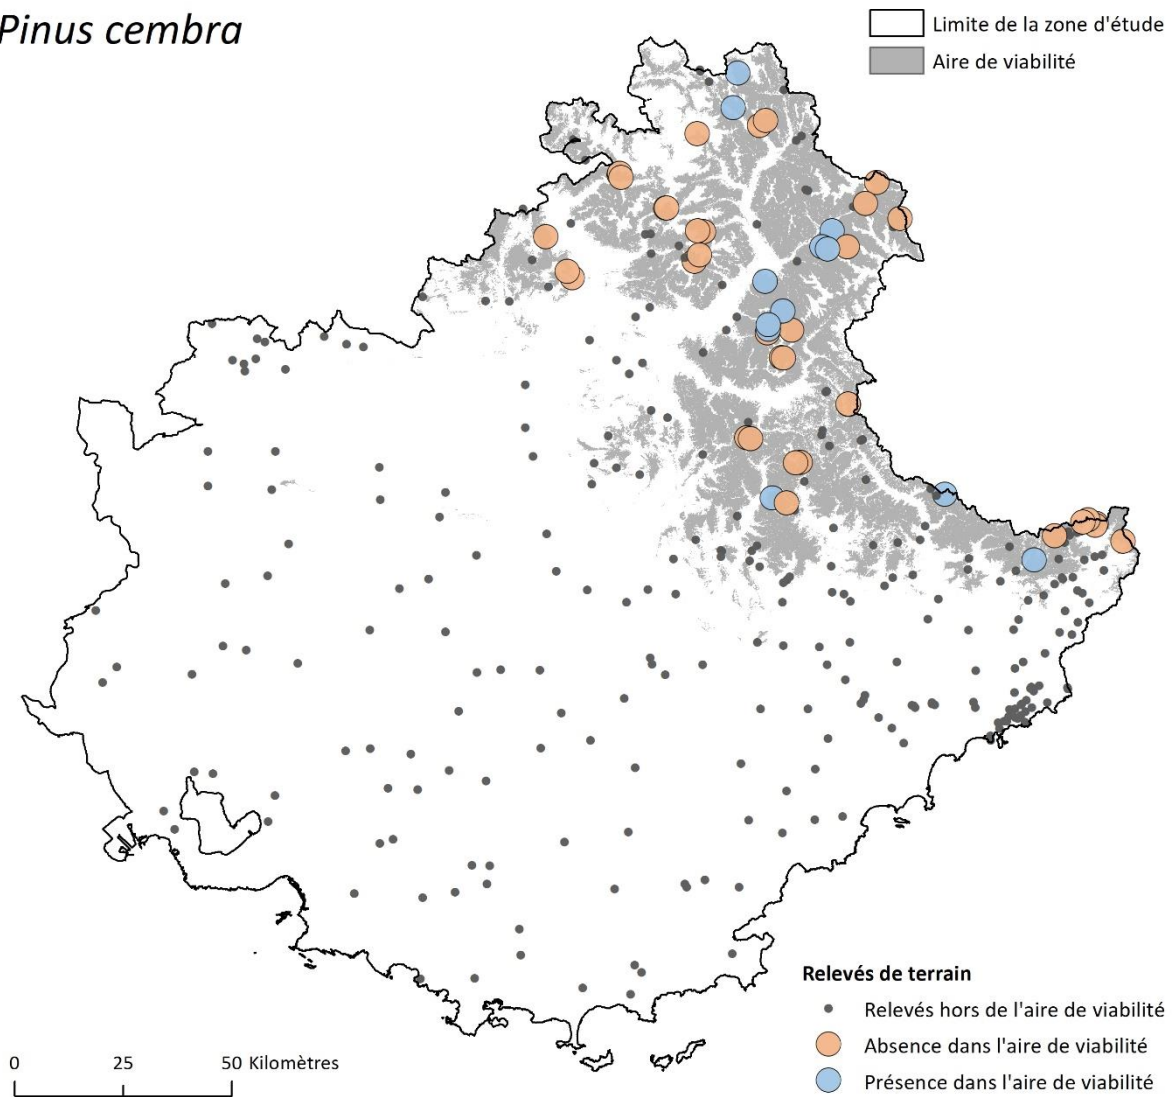 Pinus cembra
Limite de la zone d'étude
Aire de viabilité
Relevés de terrain
Relevés hors de l'aire de viabilité
Absence dans l'aire de viabilité
Présence dans l'aire de viabilité
0 25 50 Kilomètres